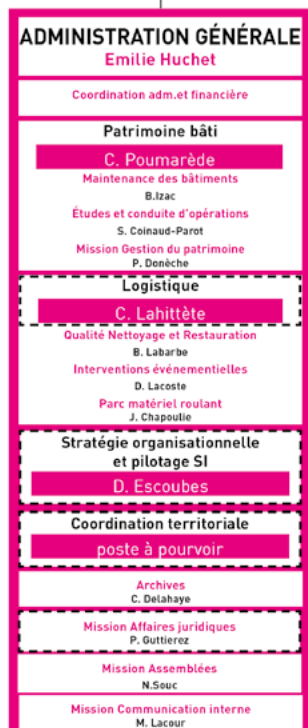 ADMINISTRATION GÉNÉRALE
Emilie Huchet
Coordination adm.et financière
Patrimoine bâti
C. Poumarède
Maintenance des bâtiments
B.Izac
Études et conduite d'opérations
S. Coinaud-Parot
Mission Gestion du patrimoine
P. Donèche
Logistique
C. Lahittète
Qualité Nettoyage et Restauration
B. Labarbe
Interventions événementielles
D. Lacoste
Parc matériel roulant
J. Chapoulie
Stratégie organisationnelle
et pilotage SI
D. Escoubes
Coordination territoriale
poste à pourvoir
Archives
C. Delahaye
Mission Affaires juridiques
P. Guttierez
Mission Assemblées
N.Souc
Mission Communication interne
M. Lacour